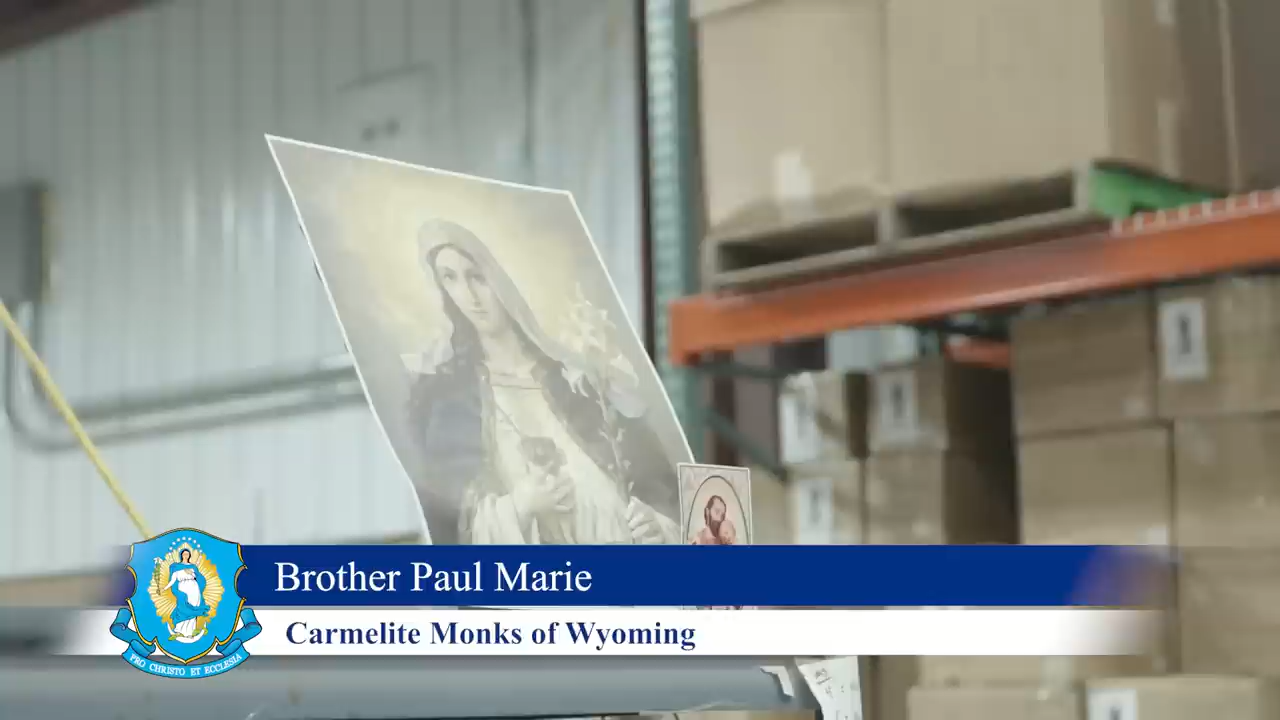 Brother Paul Marie
Carmelite Monks of Wyoming
PRO CHRISTO ET ECCLESIA